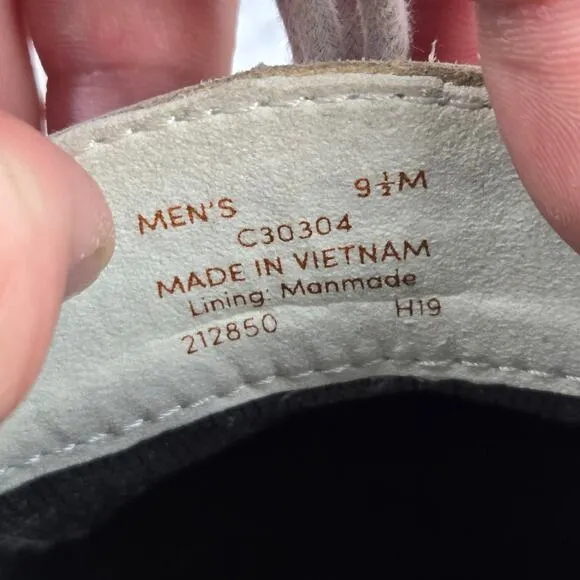 MEN'S 9½M
C30304
MADE IN VIETNAM
Lining: Manmade
212850 H19